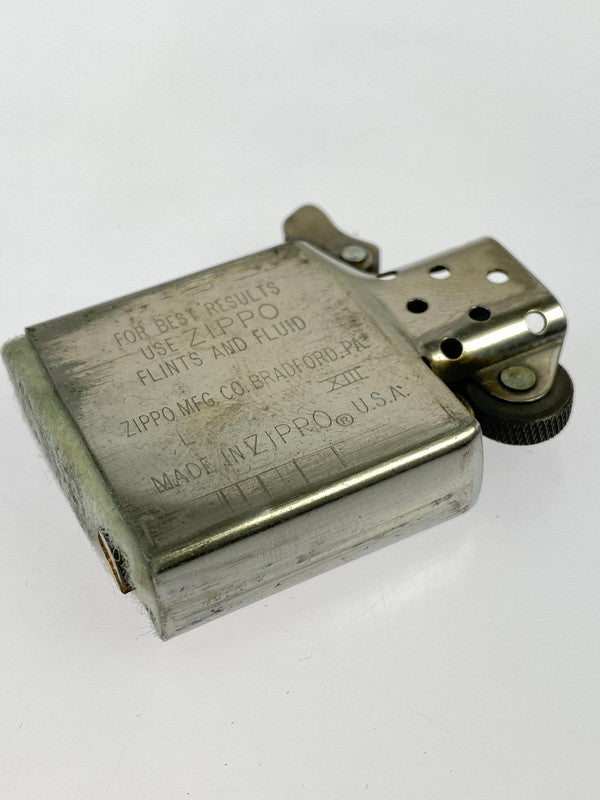 FOR BEST RESULTS
USE ZIPPO
FLINTS AND FLUID
ZIPPO MFG. CO. BRADFORD. PA.
L XIII
MADE IN ZIPPO® U.S.A.